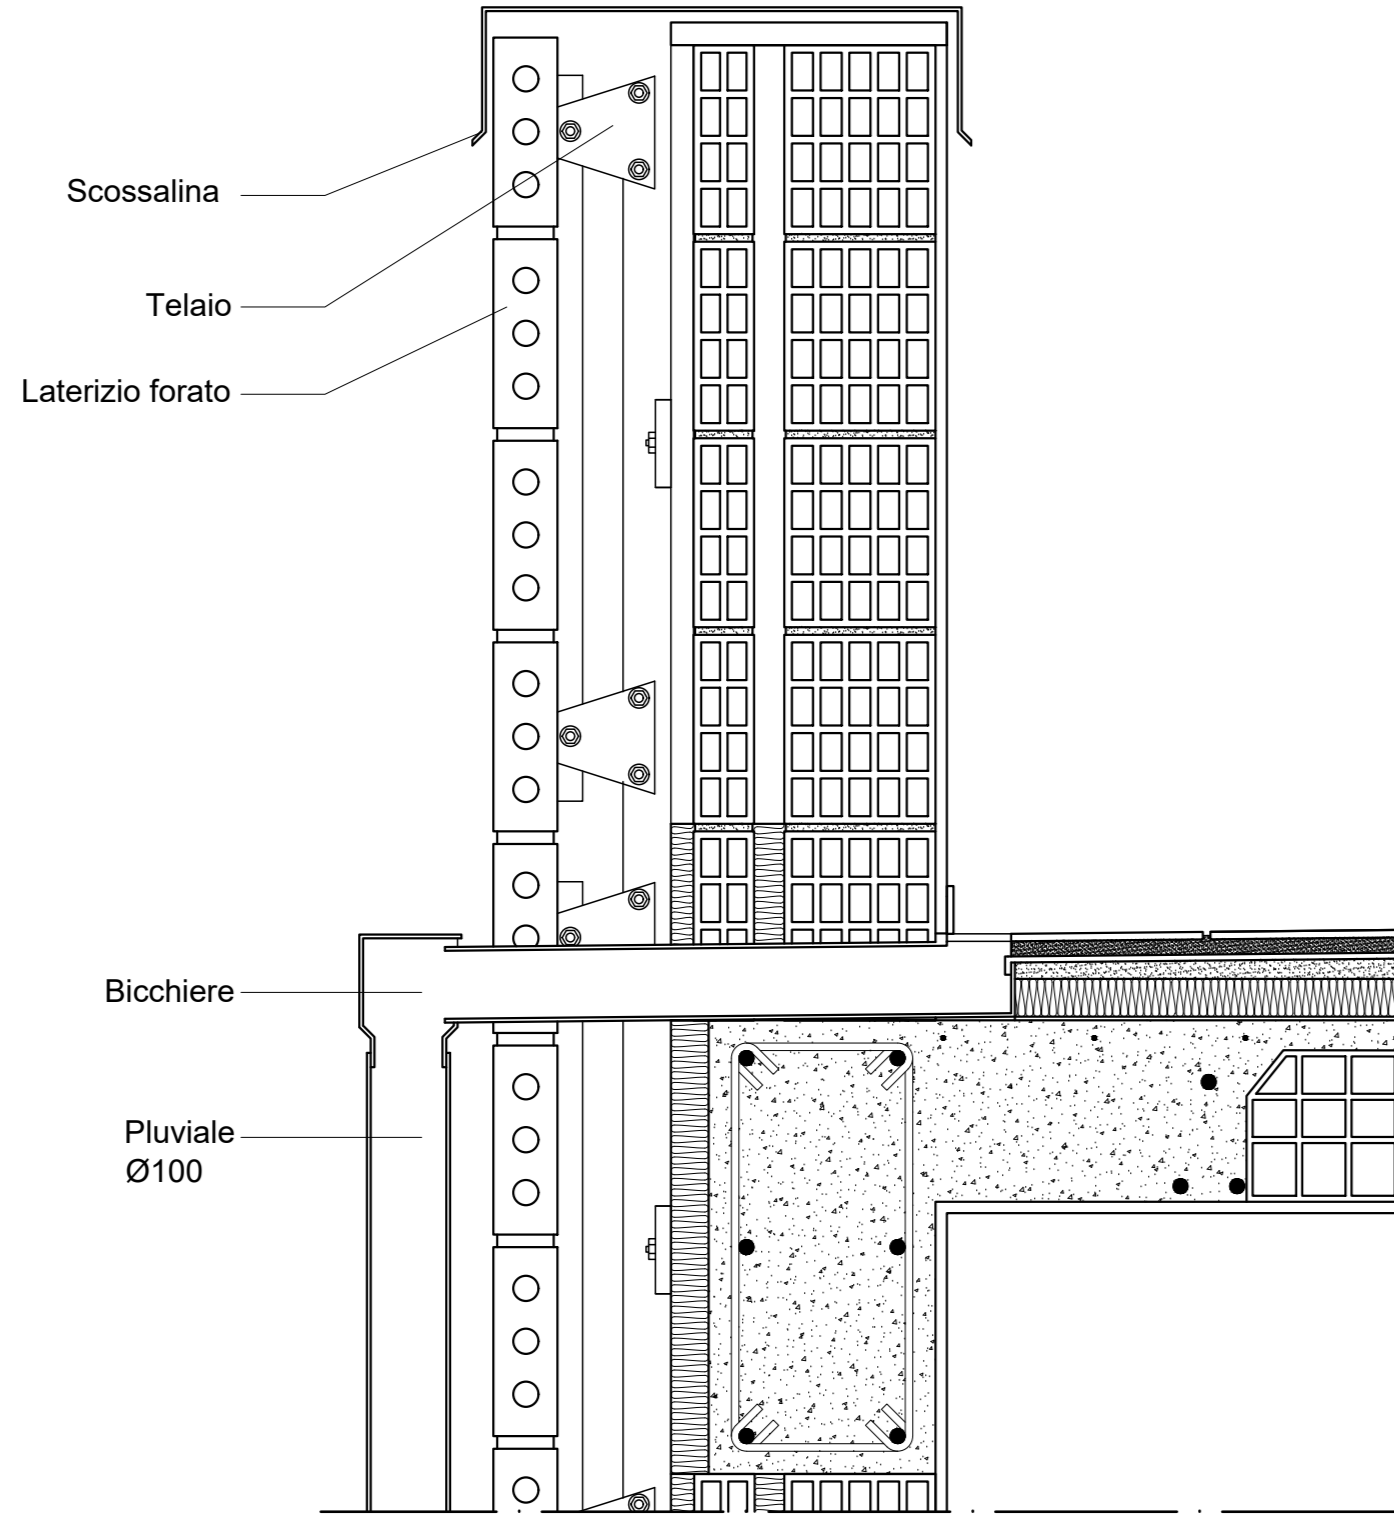 Scossalina
Telaio
Laterizio forato
Bicchiere
Pluviale
Ø100